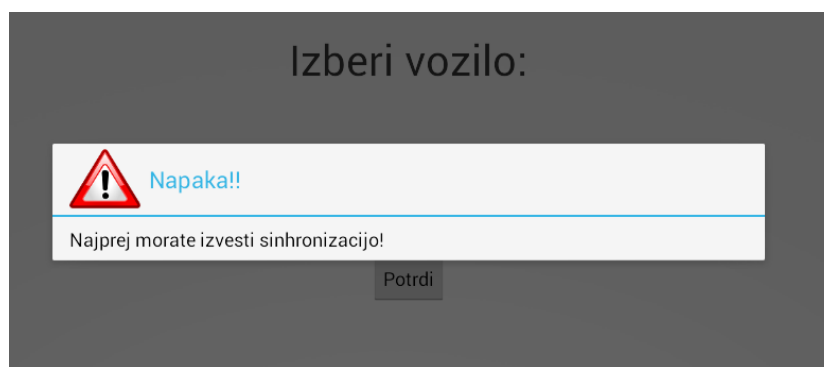 Izberi vozilo:
Napaka!!
Najprej morate izvesti sinhronizacijo!
Potrdi